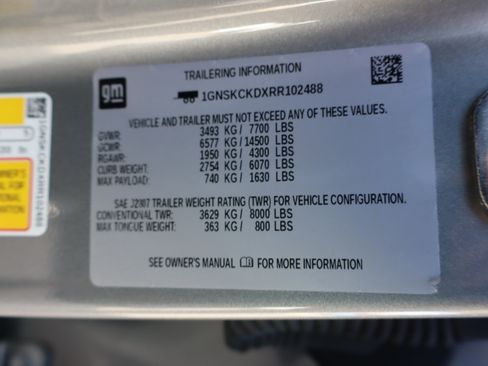 gm
TRAILERING INFORMATION
1GNSKCKDXRR102488
VEHICLE AND TRAILER MUST NOT EXCEED ANY OF THESE VALUES.
GVWR: 3493 KG/ 7700 LBS
GCWR: 6577 KG/14500 LBS
RGAWR: 1950 KG/ 4300 LBS
CURB WEIGHT: 2754 KG/ 6070 LBS
MAX PAYLOAD: 740 KG/ 1630 LBS
SAE J2807 TRAILER WEIGHT RATING (TWR) FOR VEHICLE CONFIGURATION.
CONVENTIONAL TWR: 3629 KG/ 8000 LBS
MAX TONGUE WEIGHT: 363 KG/ 800 LBS
SEE OWNER'S MANUAL FOR MORE INFORMATION
1GNSKCKDXRR102488